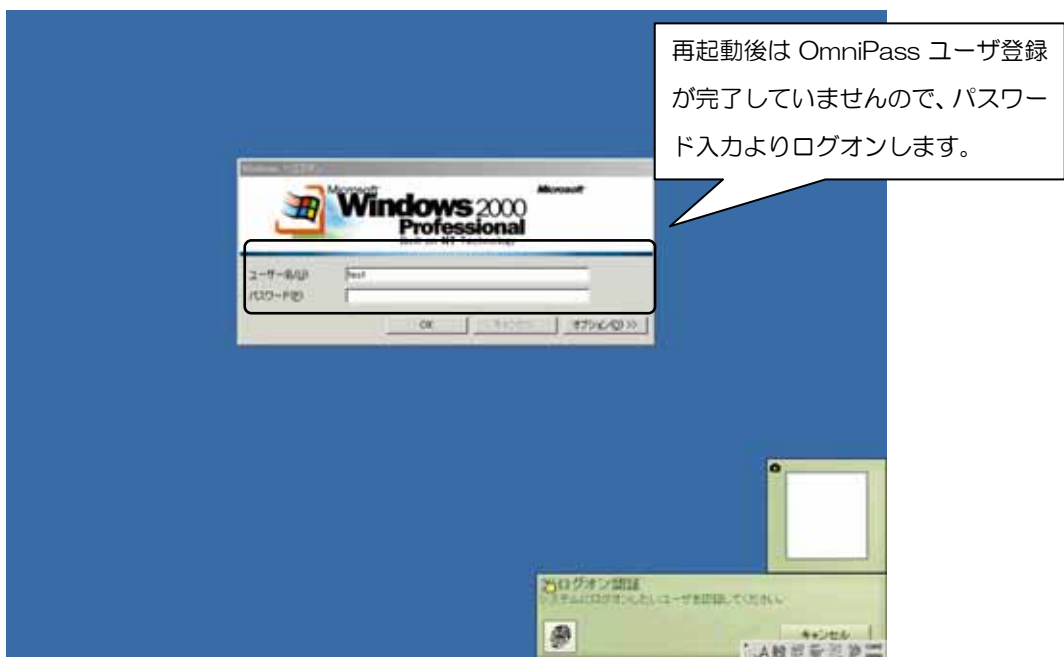 再起動後は OmniPass ユーザ登録
が完了していませんので、パスワー
ド入力よりログオンします。
Microsoft
Microsoft
Windows 2000
Professional
Built on NT Technology
ユーザー名(U)
test
パスワード(P)
OK
キャンセル
オプション(O) >>
ログオン認証
システムにログオンしたいユーザを認証してください。
キャンセル